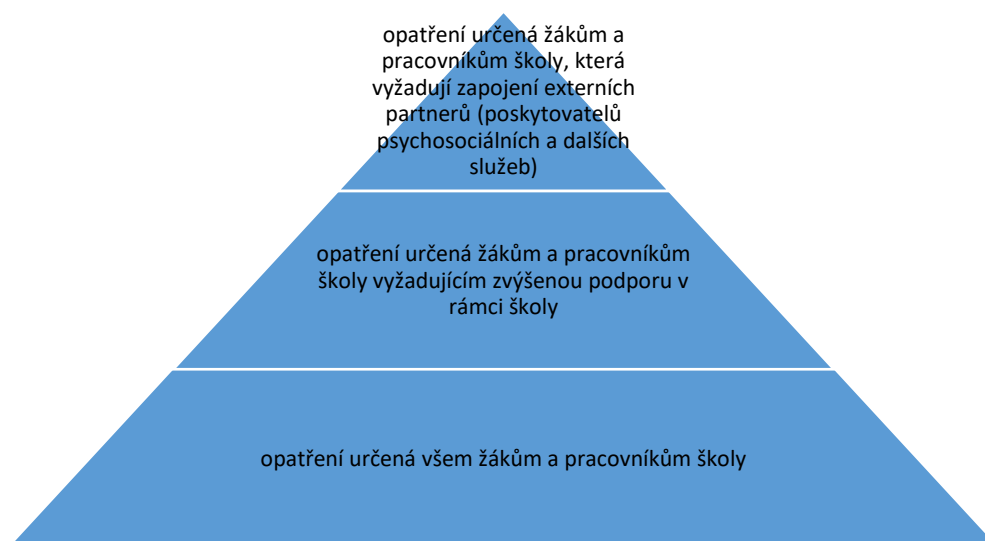 opatření určená žákům a
pracovníkům školy, která
vyžadují zapojení externích
partnerů (poskytovatelů
psychosociálních a dalších
služeb)
opatření určená žákům a pracovníkům
školy vyžadujícím zvýšenou podporu v
rámci školy
opatření určená všem žákům a pracovníkům školy